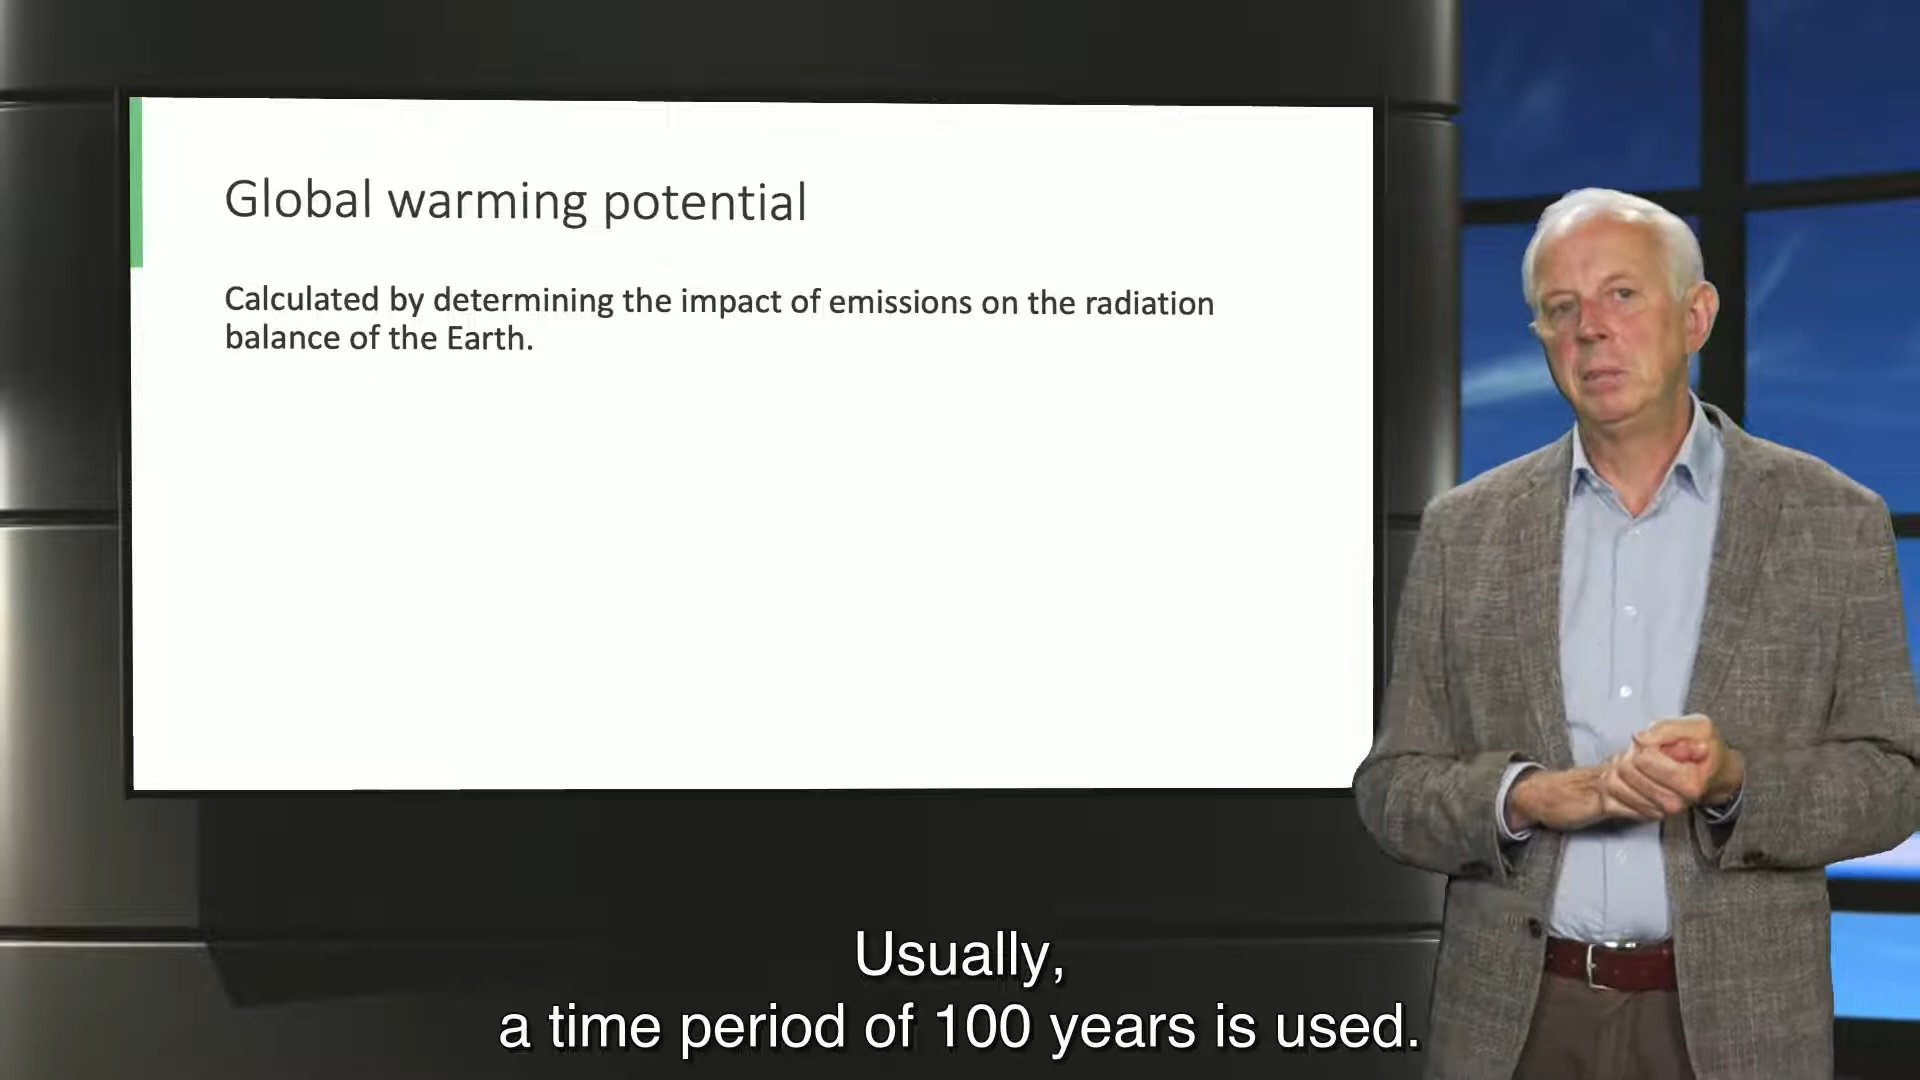 Global warming potential
Calculated by determining the impact of emissions on the radiation
balance of the Earth.
Usually,
a time period of 100 years is used.